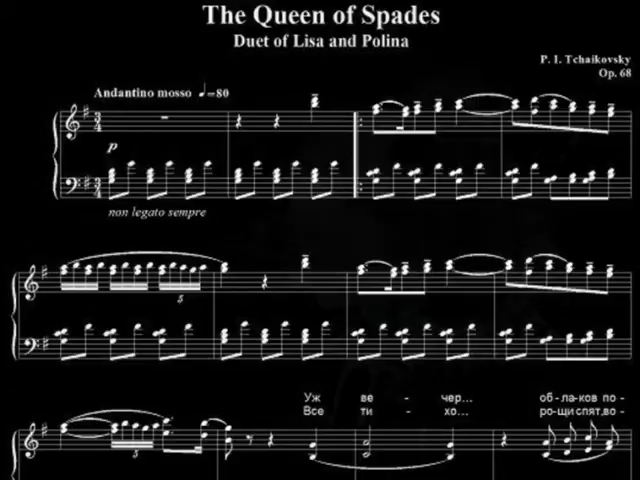 The Queen of Spades
Duet of Lisa and Polina
P. I. Tchaikovsky
Op. 68
Andantino mosso ♩=80
p
non legato sempre
5
Уж ве - чер... об-ла-ков по-
Все ти - хо... ро-щи спят,во-
5